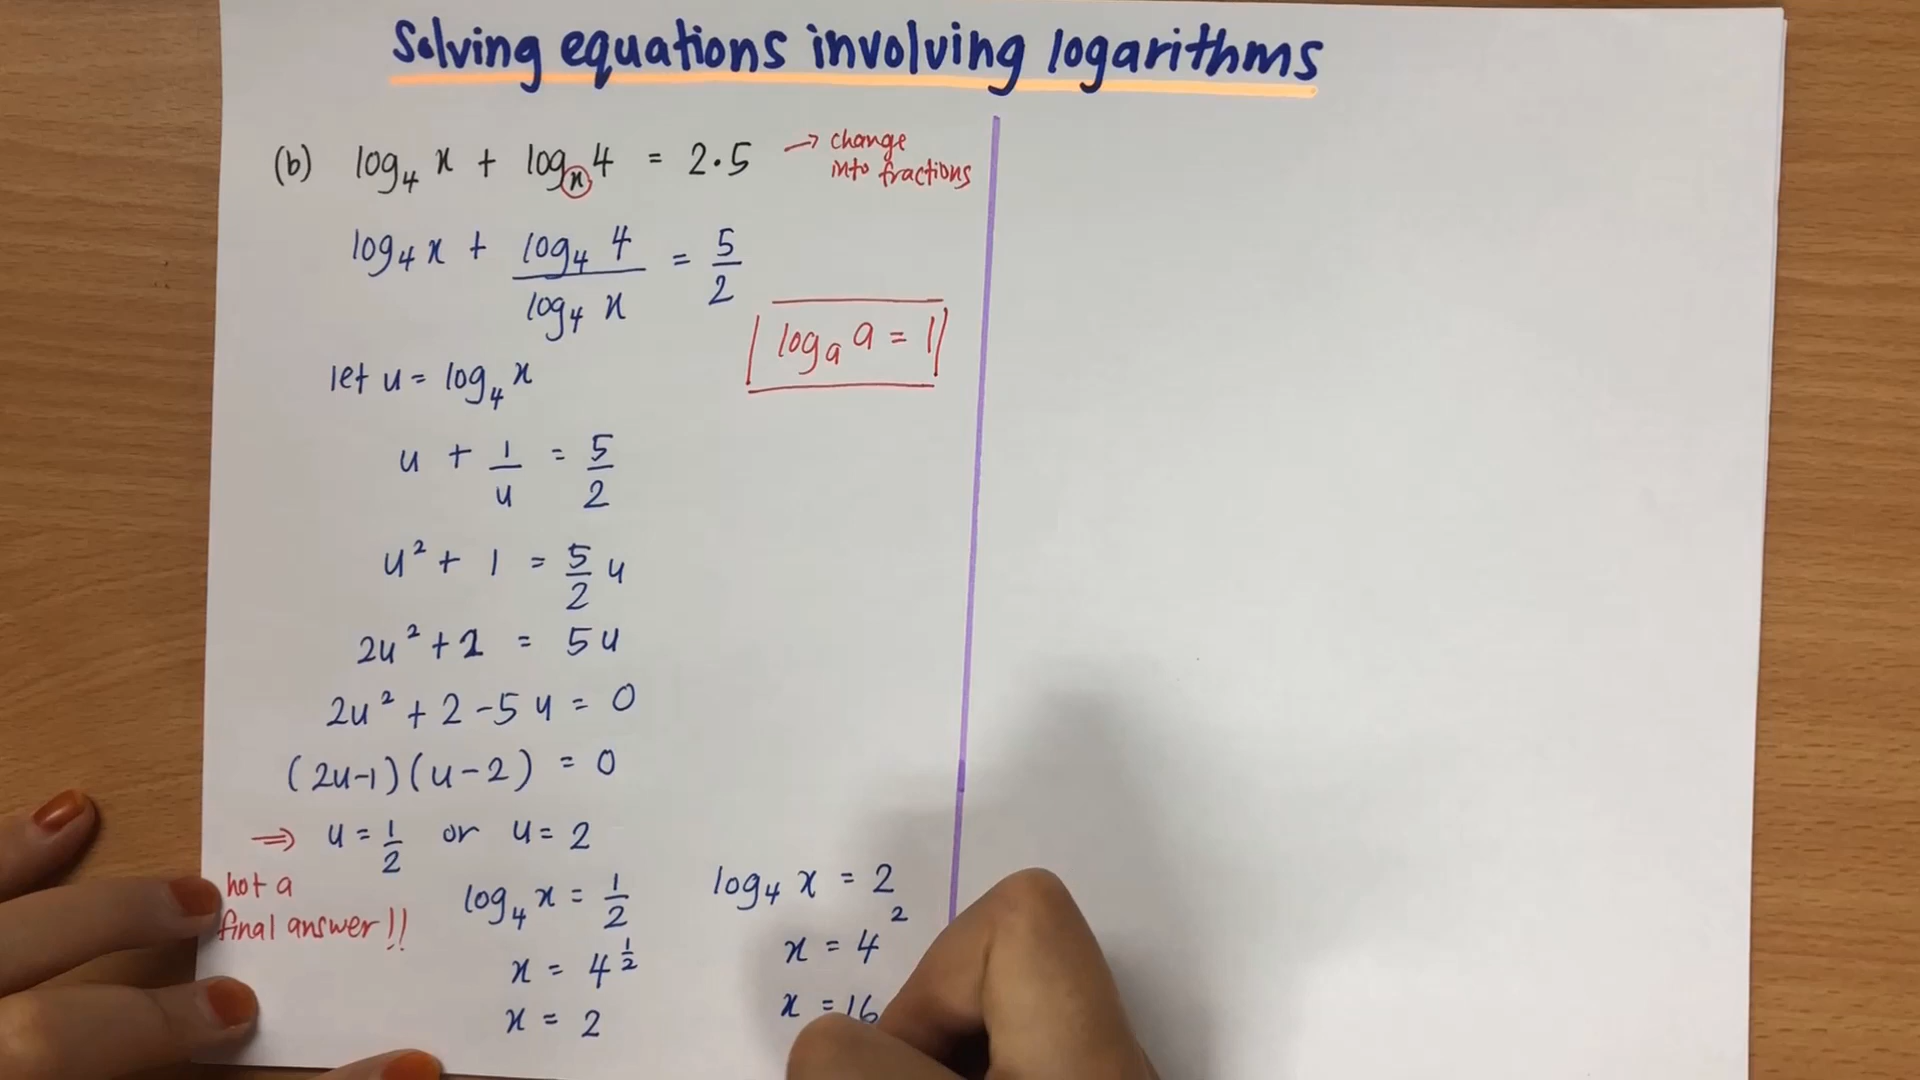 Solving equations involving logarithms
(b) log₄ x + logₓ 4 = 2.5 → change into fractions
log₄ x + log₄ 4 / log₄ x = 5/2
logₐ a = 1
let u = log₄ x
u + 1/u = 5/2
u² + 1 = 5/2 u
2u² + 2 = 5u
2u² + 2 - 5u = 0
(2u-1)(u-2) = 0
⇒ u = 1/2 or u = 2
not a
final answer!!
log₄ x = 1/2
x = 4^1/2
x = 2
log₄ x = 2
x = 4²
x = 16